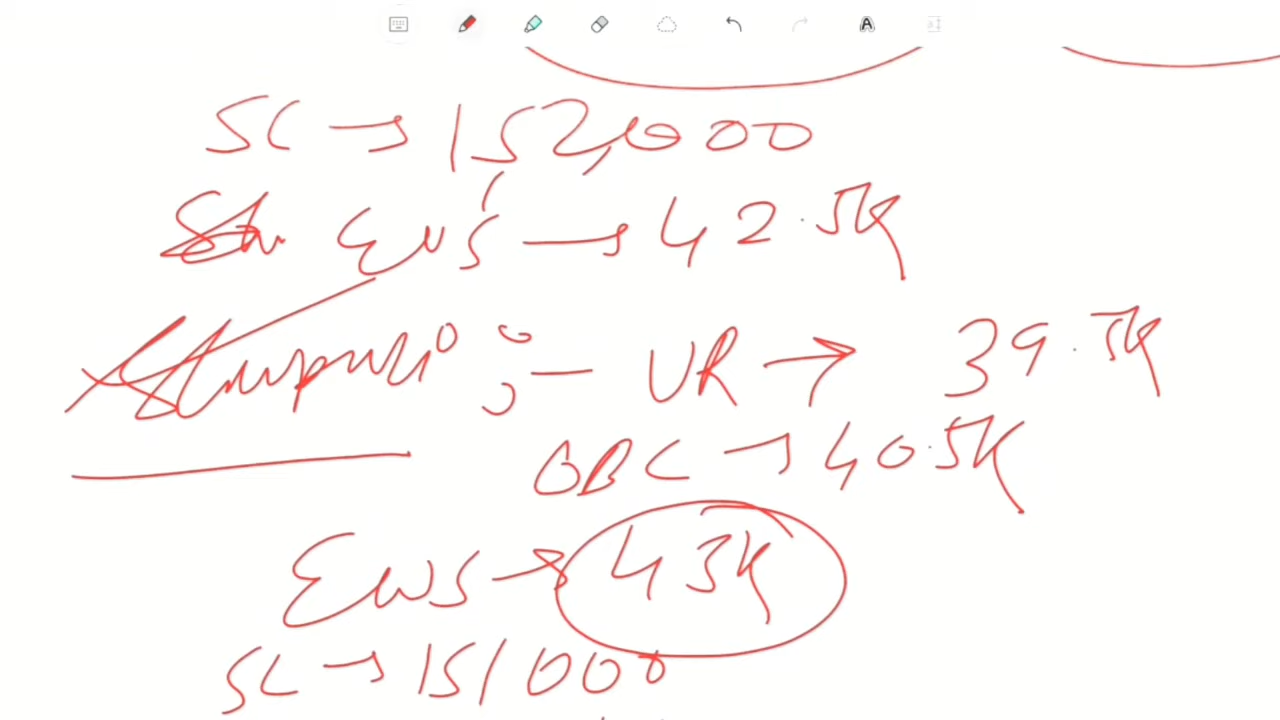 SC → 152,000
EWS → 42.5K
:- UR → 39.5K
OBC → 40.5K
EWS → 43K
SC → 151000